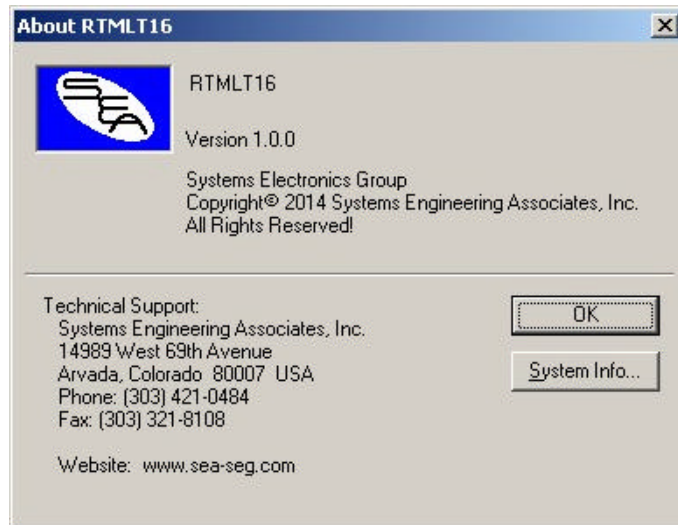 About RTMLT16
SEA
RTMLT16
Version 1.0.0
Systems Electronics Group
Copyright© 2014 Systems Engineering Associates, Inc.
All Rights Reserved!
Technical Support:
Systems Engineering Associates, Inc.
14989 West 69th Avenue
Arvada, Colorado 80007 USA
Phone: (303) 421-0484
Fax: (303) 321-8108
Website: www.sea-seg.com
OK
System Info...